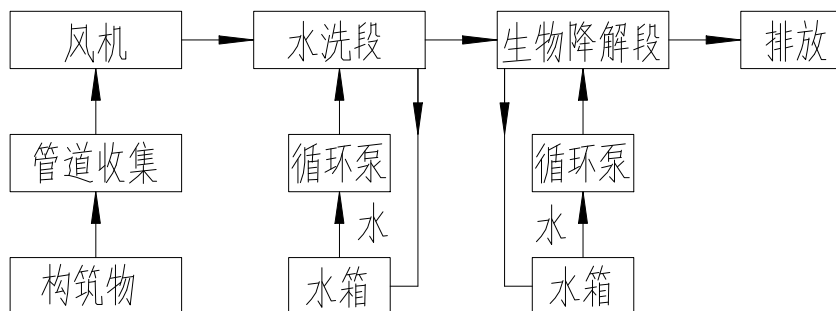 风机
水洗段
生物降解段
排放
管道收集
循环泵
循环泵
水
水
构筑物
水箱
水箱